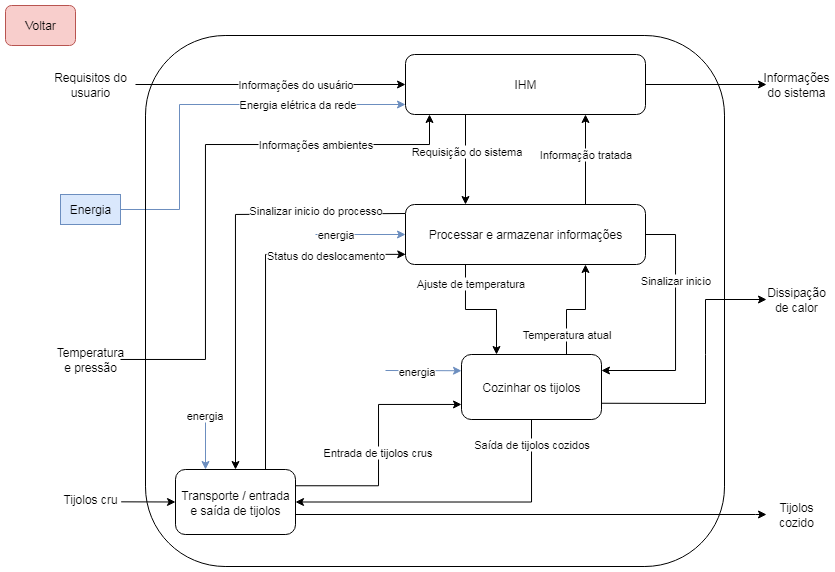 Voltar
Requisitos do
usuario
Informações do usuário
IHM
Informações
do sistema
Energia elétrica da rede
Informações ambientes
Requisição do sistema
Informação tratada
Energia
Sinalizar inicio do processo
energia
Processar e armazenar informações
Status do deslocamento
Ajuste de temperatura
Sinalizar inicio
Dissipação
de calor
Temperatura atual
Temperatura
e pressão
energia
Cozinhar os tijolos
energia
Entrada de tijolos crus
Saída de tijolos cozidos
Tijolos cru
Transporte / entrada
e saída de tijolos
Tijolos
cozido